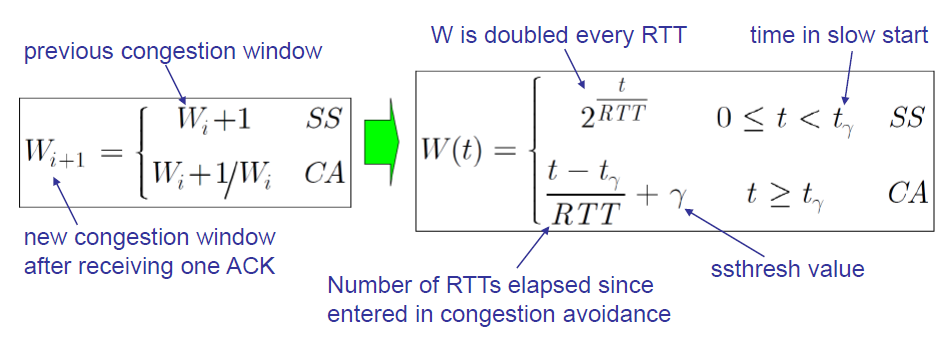 W is doubled every RTT
time in slow start
previous congestion window
W_{i+1} = { W_i+1 SS
W_i+1/W_i CA
W(t) = { 2^{t/RTT} 0 ≤ t < t_γ SS
(t − t_γ)/RTT + γ t ≥ t_γ CA
new congestion window
after receiving one ACK
ssthresh value
Number of RTTs elapsed since
entered in congestion avoidance